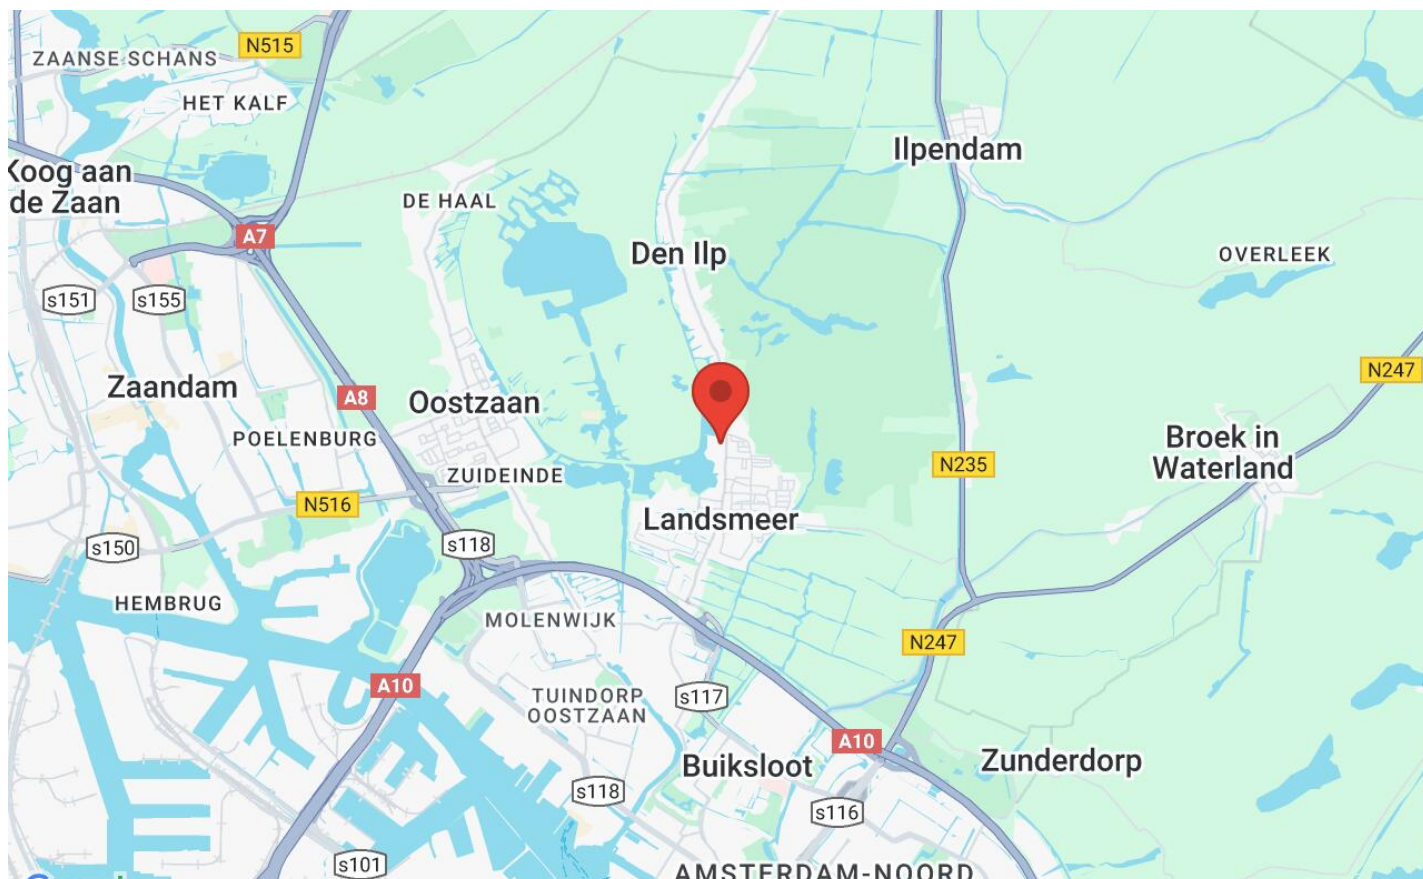 N515
ZAANSE SCHANS
HET KALF
Ilpendam
Koog aan
de Zaan
DE HAAL
A7
Den Ilp
OVERLEEK
s151
s155
N247
Zaandam
A8
Oostzaan
POELENBURG
Broek in
Waterland
N235
ZUIDEINDE
N516
Landsmeer
s150
s118
HEMBRUG
MOLENWIJK
N247
A10
TUINDORP
OOSTZAAN
s117
A10
Buiksloot
Zunderdorp
s118
s116
s101
AMSTERDAM-NOORD